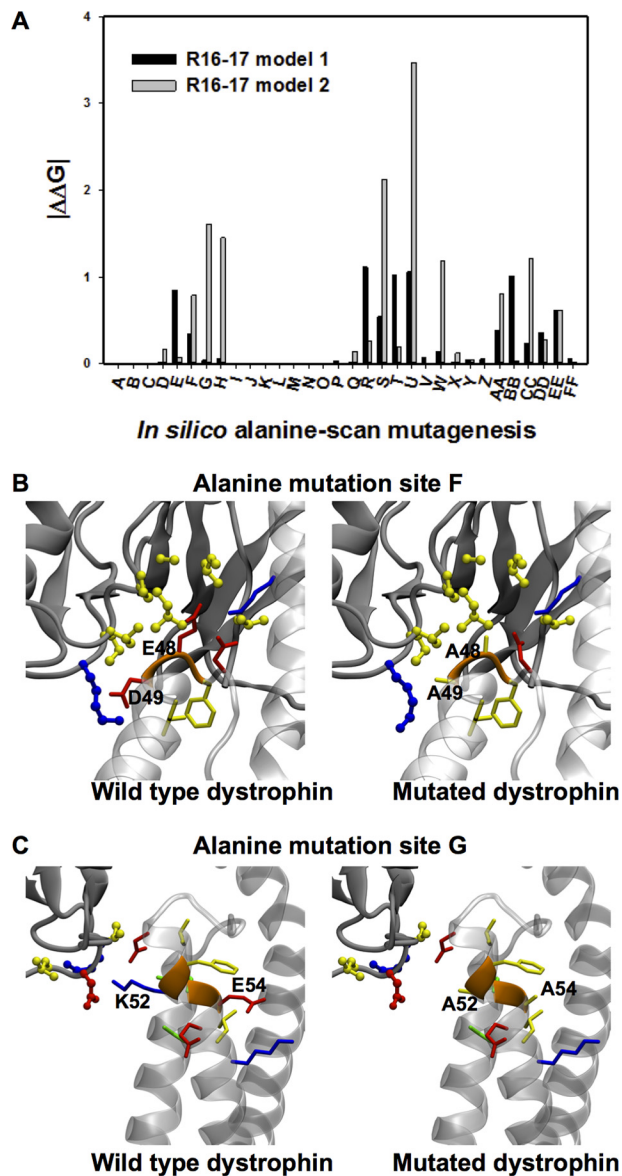 A
4
3
2
1
0
|ΔΔG|
R16-17 model 1
R16-17 model 2
A B C D E F G H I J K L M N O P Q R S T U V W X Y Z AA BB CC DD EE FF
In silico alanine-scan mutagenesis
B Alanine mutation site F
E48
D49
A48
A49
Wild type dystrophin Mutated dystrophin
C Alanine mutation site G
K52
E54
A52
A54
Wild type dystrophin Mutated dystrophin